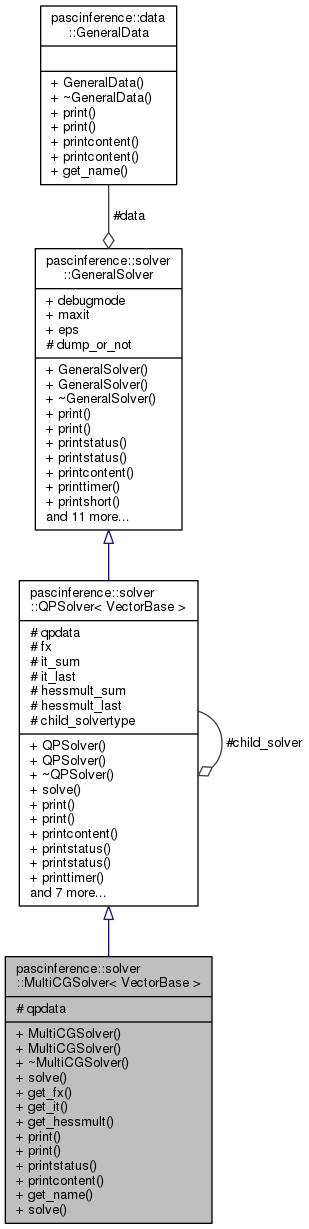 pascinference::data
::GeneralData
+ GeneralData()
+ ~GeneralData()
+ print()
+ print()
+ printcontent()
+ printcontent()
+ get_name()
#data
pascinference::solver
::GeneralSolver
+ debugmode
+ maxit
+ eps
# dump_or_not
+ GeneralSolver()
+ GeneralSolver()
+ ~GeneralSolver()
+ print()
+ print()
+ printstatus()
+ printstatus()
+ printcontent()
+ printtimer()
+ printshort()
and 11 more...
pascinference::solver
::QPSolver< VectorBase >
# qpdata
# fx
# it_sum
# it_last
# hessmult_sum
# hessmult_last
# child_solvertype
+ QPSolver()
+ QPSolver()
+ ~QPSolver()
+ solve()
+ print()
+ print()
+ printcontent()
+ printstatus()
+ printstatus()
+ printtimer()
and 7 more...
#child_solver
pascinference::solver
::MultiCGSolver< VectorBase >
# qpdata
+ MultiCGSolver()
+ MultiCGSolver()
+ ~MultiCGSolver()
+ solve()
+ get_fx()
+ get_it()
+ get_hessmult()
+ print()
+ print()
+ printstatus()
+ printcontent()
+ get_name()
+ solve()